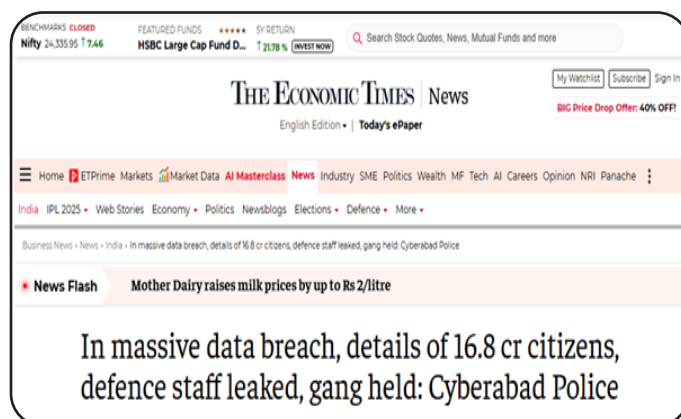 BENCHMARKS CLOSED
Nifty 24,335.95 ↑ 7.46
FEATURED FUNDS ★★★★★ 5Y RETURN
HSBC Large Cap Fund D... ↑ 21.78 % INVEST NOW
Search Stock Quotes, News, Mutual Funds and more
THE ECONOMIC TIMES | News
English Edition ▾ | Today's ePaper
My Watchlist Subscribe Sign In
BIG Price Drop Offer: 40% OFF!
Home ETPrime Markets Market Data AI Masterclass News Industry SME Politics Wealth MF Tech AI Careers Opinion NRI Panache
India IPL 2025 ▾ Web Stories Economy ▾ Politics Newsblogs Elections ▾ Defence ▾ More ▾
Business News › News › India › In massive data breach, details of 16.8 cr citizens, defence staff leaked, gang held: Cyberabad Police
News Flash Mother Dairy raises milk prices by up to Rs 2/litre
In massive data breach, details of 16.8 cr citizens,
defence staff leaked, gang held: Cyberabad Police